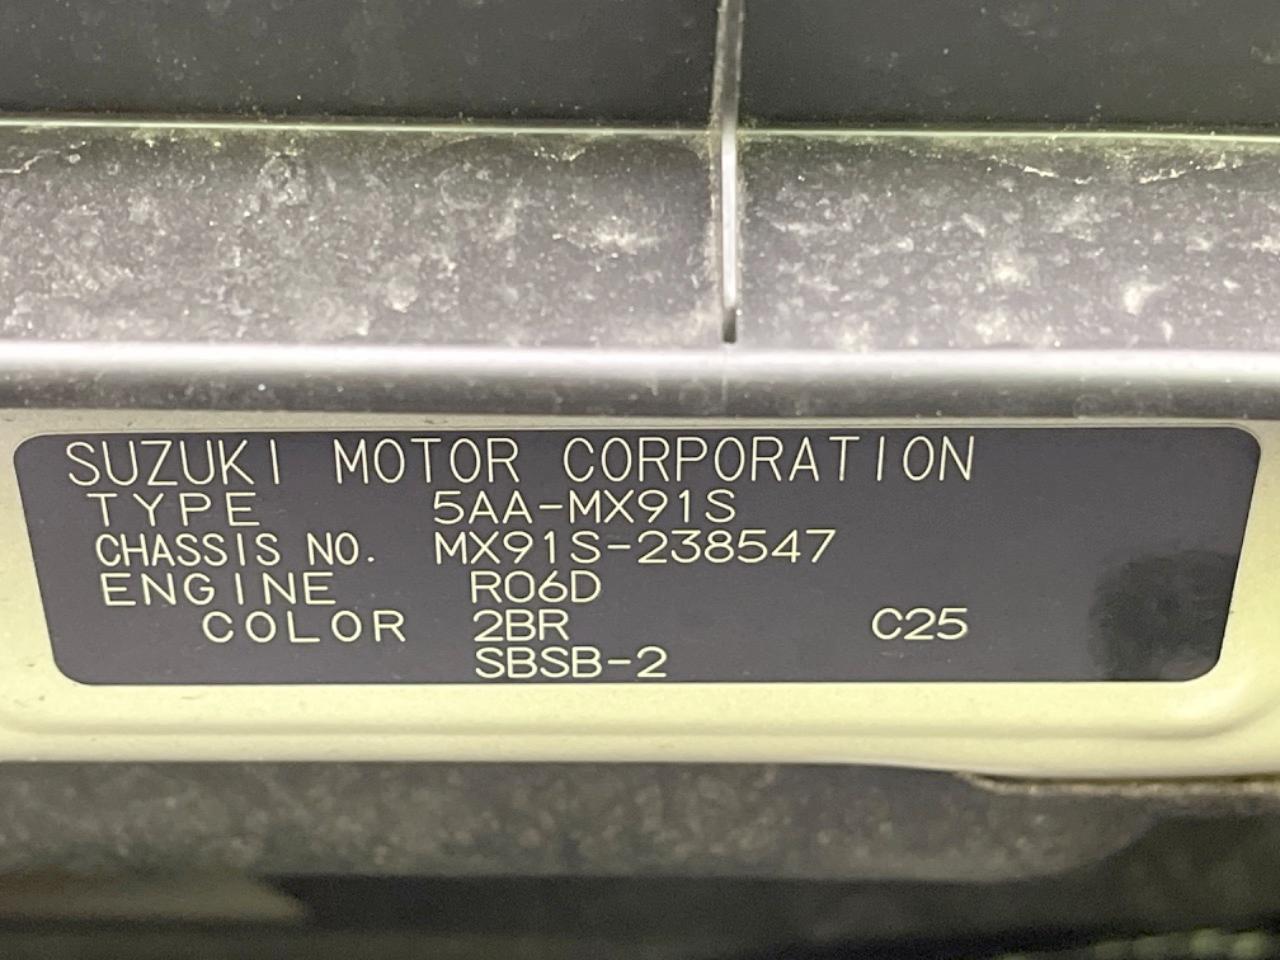 SUZUKI MOTOR CORPORATION
TYPE 5AA-MX91S
CHASSIS NO. MX91S-238547
ENGINE R06D
COLOR 2BR C25
SBSB-2